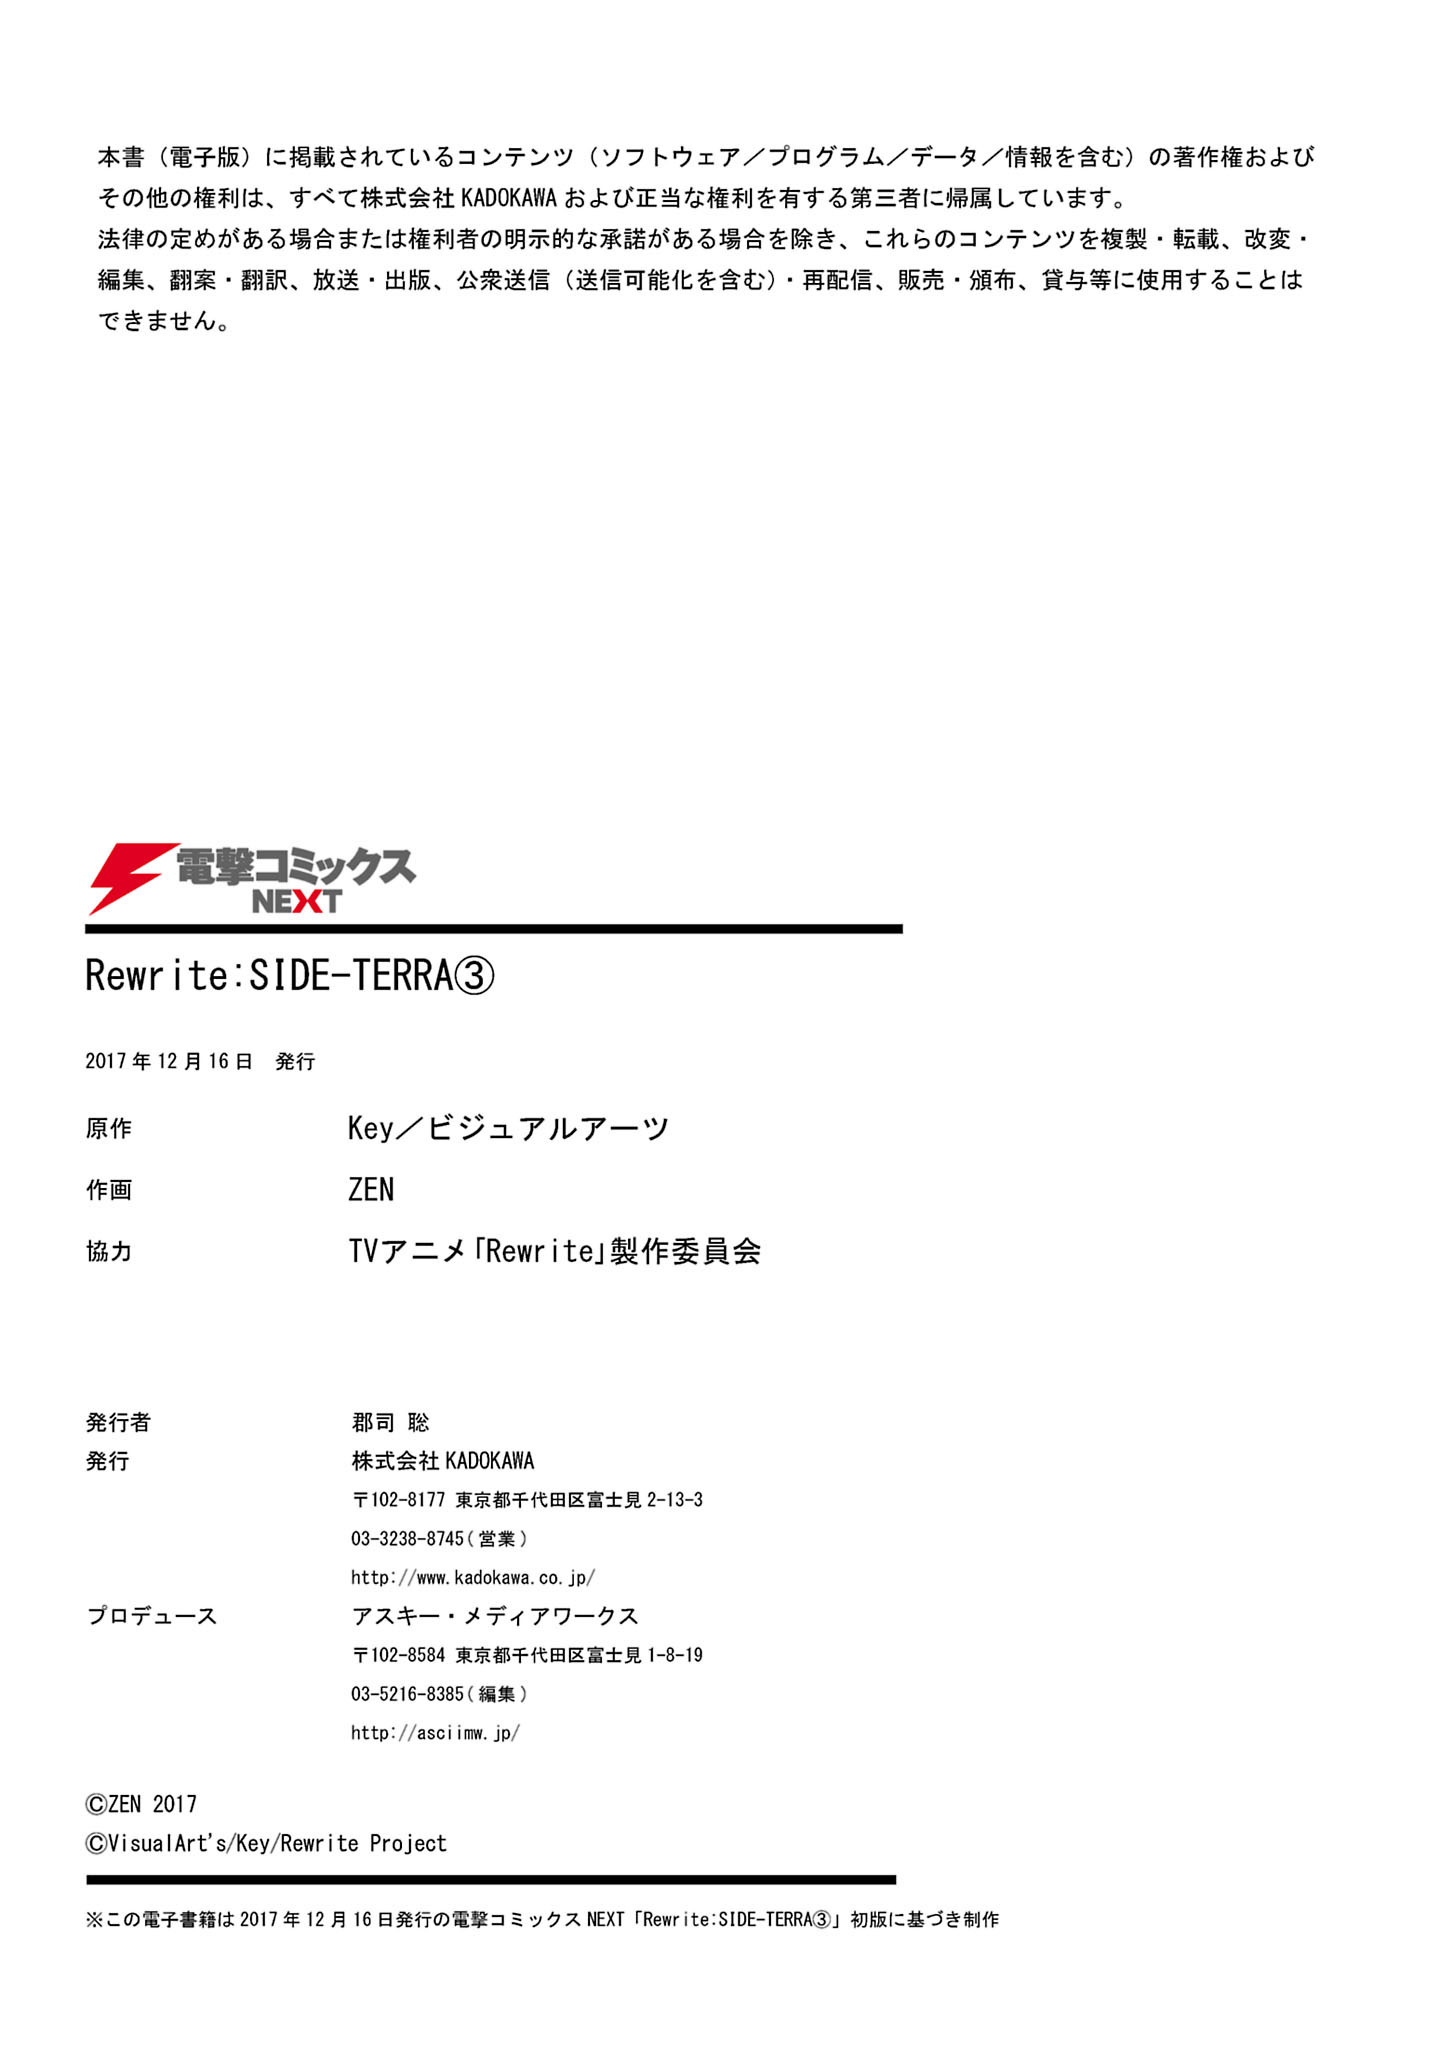 本書（電子版）に掲載されているコンテンツ（ソフトウェア／プログラム／データ／情報を含む）の著作権および
その他の権利は、すべて株式会社 KADOKAWA および正当な権利を有する第三者に帰属しています。
法律の定めがある場合または権利者の明示的な承諾がある場合を除き、これらのコンテンツを複製・転載、改変・
編集、翻案・翻訳、放送・出版、公衆送信（送信可能化を含む）・再配信、販売・頒布、貸与等に使用することは
できません。
電撃コミックス
NEXT
Rewrite:SIDE-TERRA③
2017 年 12 月 16 日　発行
原作 Key／ビジュアルアーツ
作画 ZEN
協力 TVアニメ「Rewrite」製作委員会
発行者 郡司 聡
発行 株式会社 KADOKAWA
〒102-8177 東京都千代田区富士見 2-13-3
03-3238-8745（営業）
http://www.kadokawa.co.jp/
プロデュース アスキー・メディアワークス
〒102-8584 東京都千代田区富士見 1-8-19
03-5216-8385（編集）
http://asciimw.jp/
ⒸZEN 2017
ⒸVisualArt's/Key/Rewrite Project
※この電子書籍は 2017 年 12 月 16 日発行の電撃コミックス NEXT「Rewrite:SIDE-TERRA③」初版に基づき制作